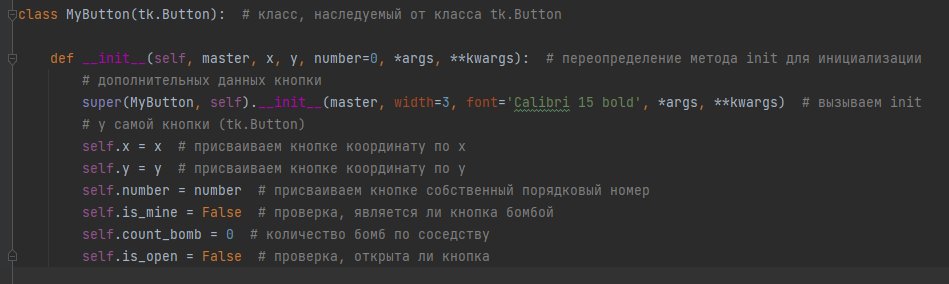 class MyButton(tk.Button):  # класс, наследуемый от класса tk.Button
def __init__(self, master, x, y, number=0, *args, **kwargs):  # переопределение метода init для инициализации
# дополнительных данных кнопки
super(MyButton, self).__init__(master, width=3, font='Calibri 15 bold', *args, **kwargs)  # вызываем init
# у самой кнопки (tk.Button)
self.x = x  # присваиваем кнопке координату по x
self.y = y  # присваиваем кнопке координату по y
self.number = number  # присваиваем кнопке собственный порядковый номер
self.is_mine = False  # проверка, является ли кнопка бомбой
self.count_bomb = 0  # количество бомб по соседству
self.is_open = False  # проверка, открыта ли кнопка